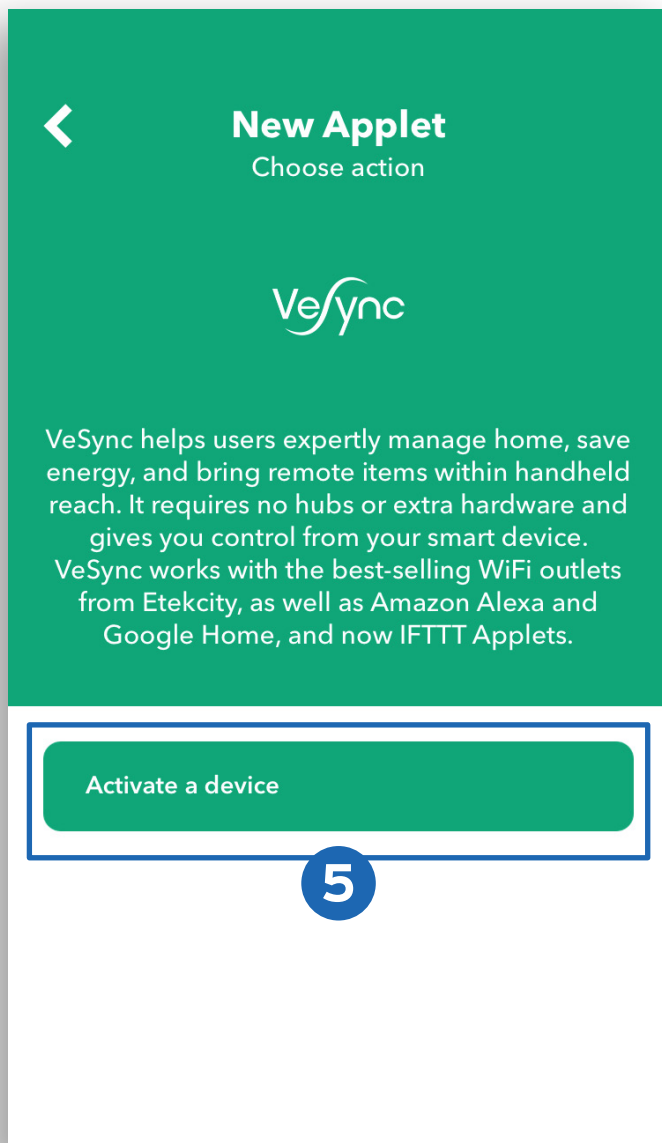 New Applet
Choose action
VeSync
VeSync helps users expertly manage home, save
energy, and bring remote items within handheld
reach. It requires no hubs or extra hardware and
gives you control from your smart device.
VeSync works with the best-selling WiFi outlets
from Etekcity, as well as Amazon Alexa and
Google Home, and now IFTTT Applets.
Activate a device
5